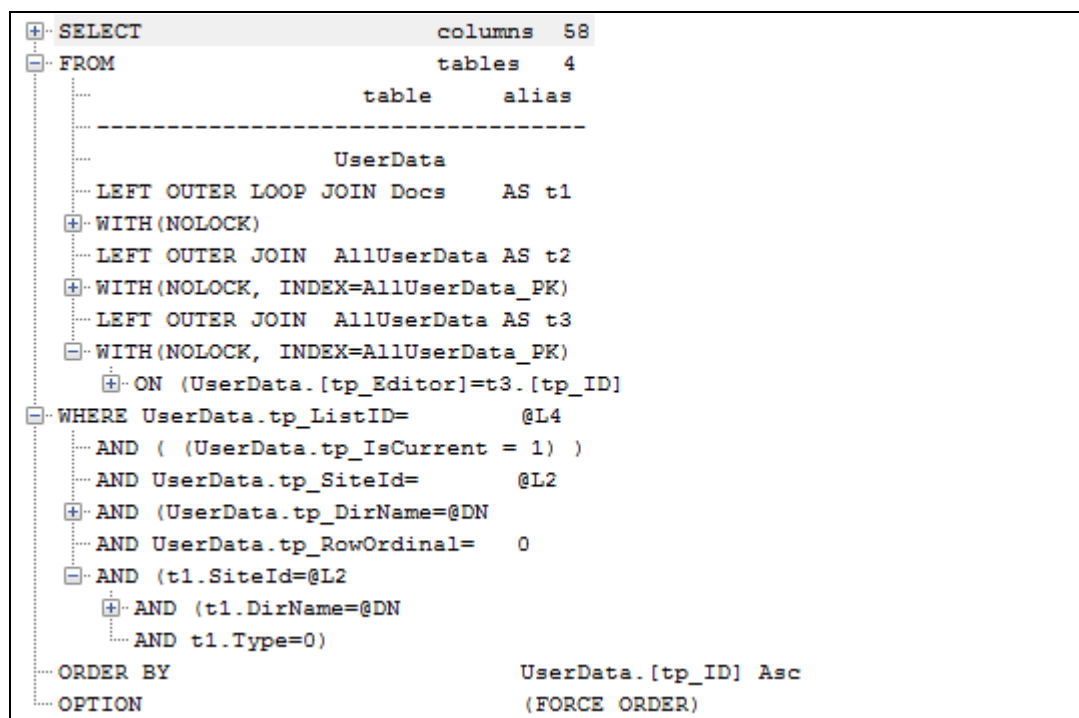 SELECT columns 58
FROM tables 4
table alias
-----------------------------------
UserData
LEFT OUTER LOOP JOIN Docs AS t1
WITH(NOLOCK)
LEFT OUTER JOIN AllUserData AS t2
WITH(NOLOCK, INDEX=AllUserData_PK)
LEFT OUTER JOIN AllUserData AS t3
WITH(NOLOCK, INDEX=AllUserData_PK)
ON (UserData.[tp_Editor]=t3.[tp_ID]
WHERE UserData.tp_ListID= @L4
AND ( (UserData.tp_IsCurrent = 1) )
AND UserData.tp_SiteId= @L2
AND (UserData.tp_DirName=@DN
AND UserData.tp_RowOrdinal= 0
AND (t1.SiteId=@L2
AND (t1.DirName=@DN
AND t1.Type=0)
ORDER BY UserData.[tp_ID] Asc
OPTION (FORCE ORDER)